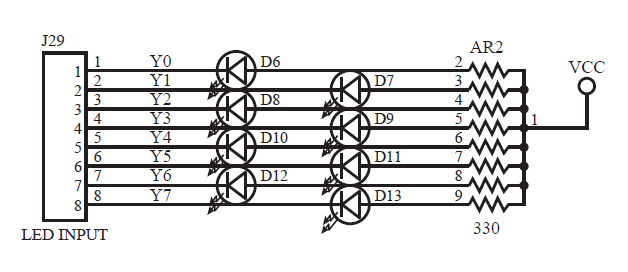 J29
AR2
VCC
1 1 Y0 D6 2
2 2 Y1 D7 3
3 3 Y2 D8 4
4 4 Y3 D9 5 1
5 5 Y4 D10 6
6 6 Y5 D11 7
7 7 Y6 D12 8
8 8 Y7 D13 9
LED INPUT
330